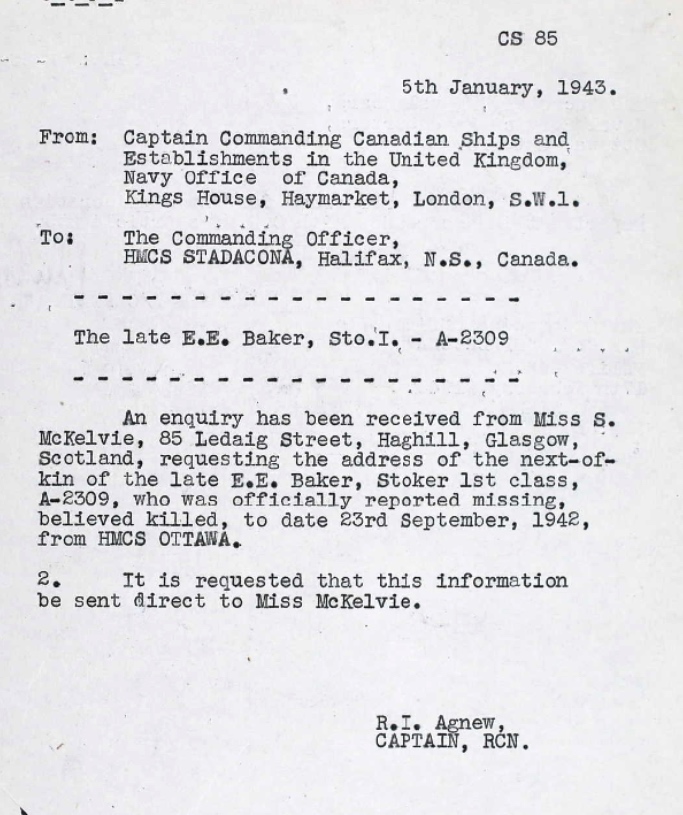 CS 85
5th January, 1943.
From: Captain Commanding Canadian Ships and
Establishments in the United Kingdom,
Navy Office of Canada,
Kings House, Haymarket, London, S.W.1.
To: The Commanding Officer,
HMCS STADACONA, Halifax, N.S., Canada.
- - - - - - - - - - - - - - - - - - -
The late E.E. Baker, Sto.I. - A-2309
- - - - - - - - - - - - - - - - - - -
An enquiry has been received from Miss S.
McKelvie, 85 Ledaig Street, Haghill, Glasgow,
Scotland, requesting the address of the next-of-
kin of the late E.E. Baker, Stoker 1st class,
A-2309, who was officially reported missing,
believed killed, to date 23rd September, 1942,
from HMCS OTTAWA.
2. It is requested that this information
be sent direct to Miss McKelvie.
R.I. Agnew,
CAPTAIN, RCN.